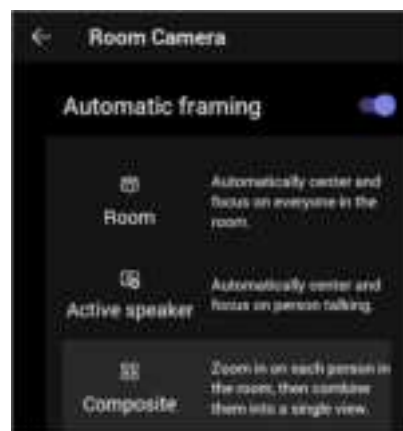 Room Camera
Automatic framing
Room
Automatically center and
focus on everyone in the
room.
Active speaker
Automatically center and
focus on person talking.
Composite
Zoom in on each person in
the room, then combine
them into a single view.